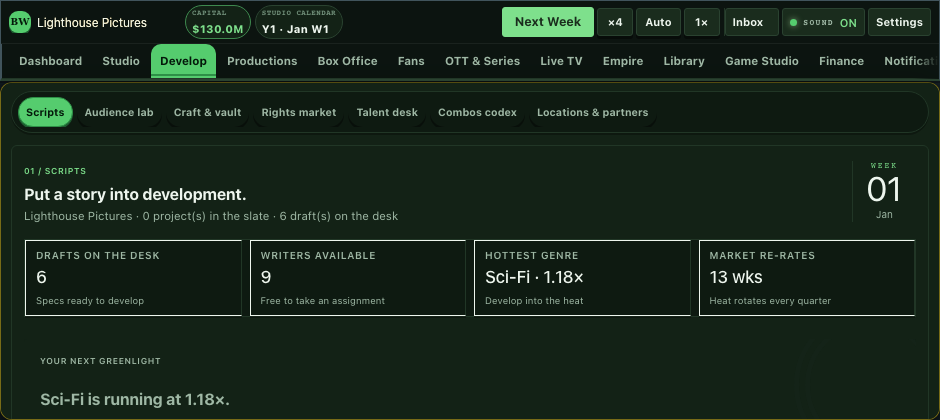 BW Lighthouse Pictures
CAPITAL
$130.0M
STUDIO CALENDAR
Y1 · Jan W1
Next Week
×4
Auto
1×
Inbox
SOUND ON
Settings
Dashboard Studio Develop Productions Box Office Fans OTT & Series Live TV Empire Library Game Studio Finance Notificat
Scripts Audience lab Craft & vault Rights market Talent desk Combos codex Locations & partners
01 / SCRIPTS
Put a story into development.
Lighthouse Pictures · 0 project(s) in the slate · 6 draft(s) on the desk
WEEK
01
Jan
DRAFTS ON THE DESK
6
Specs ready to develop
WRITERS AVAILABLE
9
Free to take an assignment
HOTTEST GENRE
Sci-Fi · 1.18×
Develop into the heat
MARKET RE-RATES
13 wks
Heat rotates every quarter
YOUR NEXT GREENLIGHT
Sci-Fi is running at 1.18×.